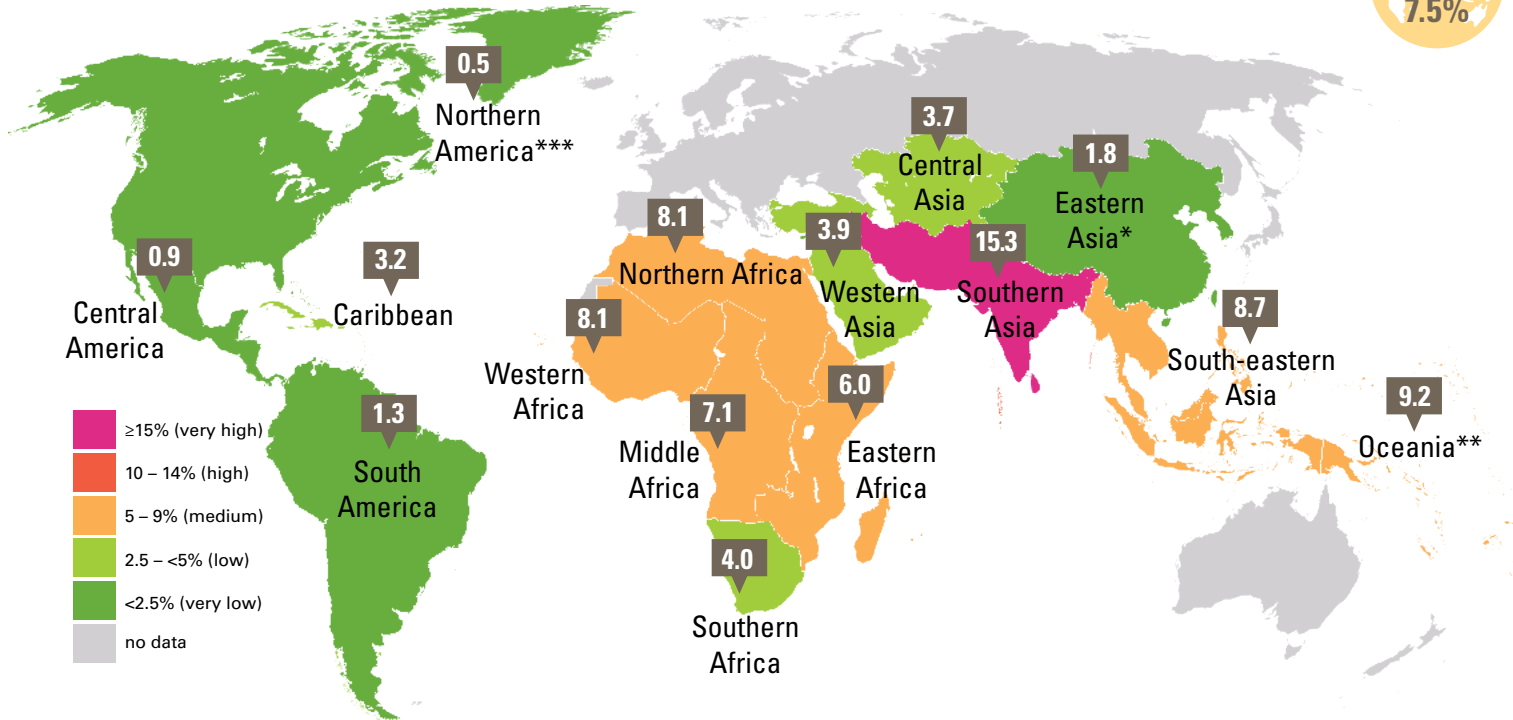 7.5%
0.5
Northern
America***
3.7
Central
Asia
1.8
Eastern
Asia*
8.1
Northern Africa
3.9
Western
Asia
15.3
Southern
Asia
0.9
Central
America
3.2
Caribbean
8.1
Western
Africa
8.7
South-eastern
Asia
6.0
Eastern
Africa
7.1
Middle
Africa
9.2
Oceania**
1.3
South
America
4.0
Southern
Africa
≥15% (very high)
10 – 14% (high)
5 – 9% (medium)
2.5 – <5% (low)
<2.5% (very low)
no data